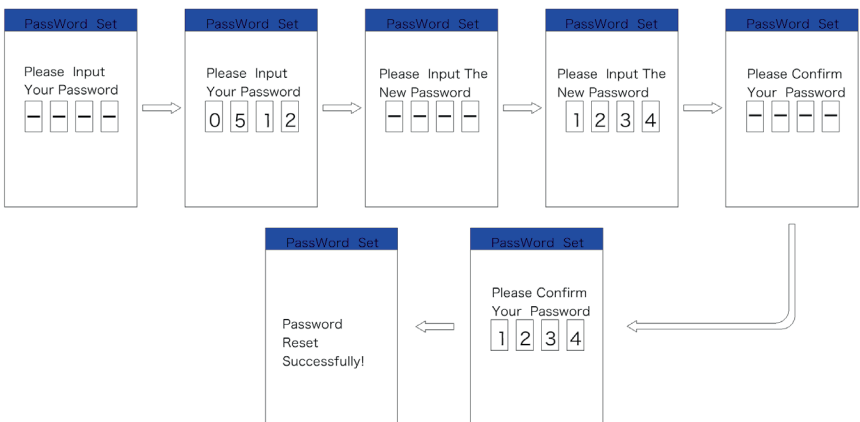 PassWord Set
Please Input
Your Password
– – – –
PassWord Set
Please Input
Your Password
0 5 1 2
PassWord Set
Please Input The
New Password
– – – –
PassWord Set
Please Input The
New Password
1 2 3 4
PassWord Set
Please Confirm
Your Password
– – – –
PassWord Set
Please Confirm
Your Password
1 2 3 4
PassWord Set
Password
Reset
Successfully!